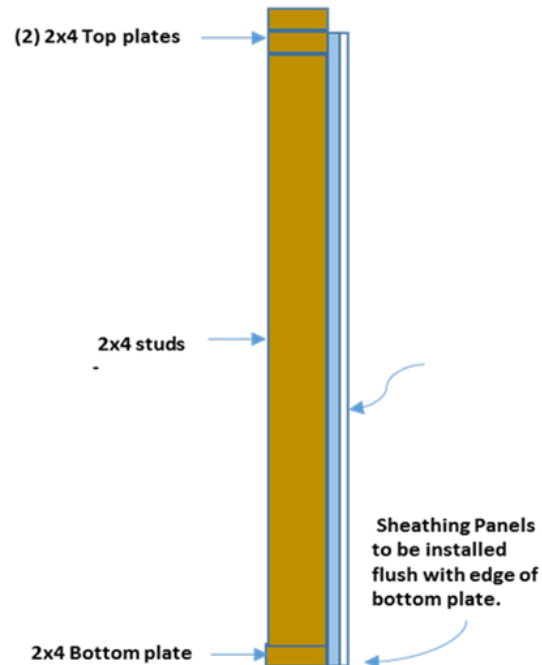 (2) 2x4 Top plates
2x4 studs
-
Sheathing Panels
to be installed
flush with edge of
bottom plate.
2x4 Bottom plate